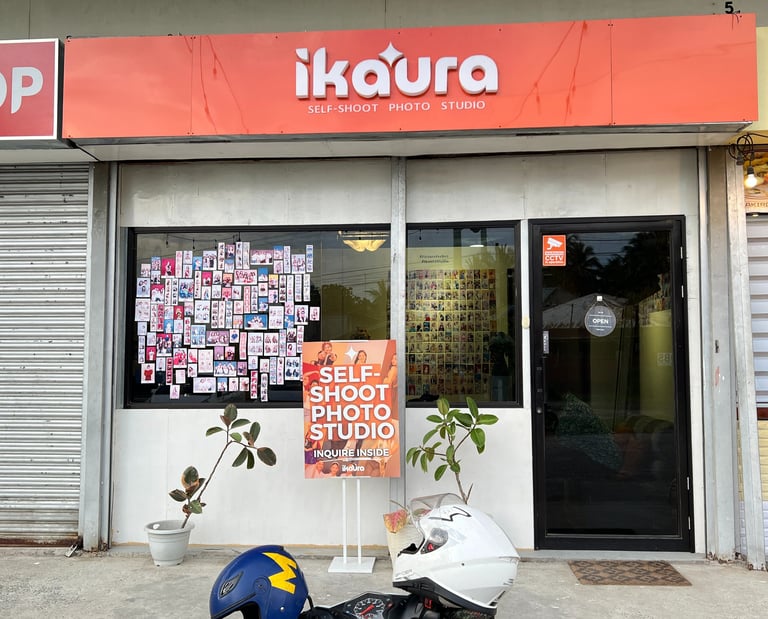 5
OP
ikaura
SELF-SHOOT PHOTO STUDIO
CCTV
OPEN
SELF-
SHOOT
PHOTO
STUDIO
INQUIRE INSIDE
ikaura